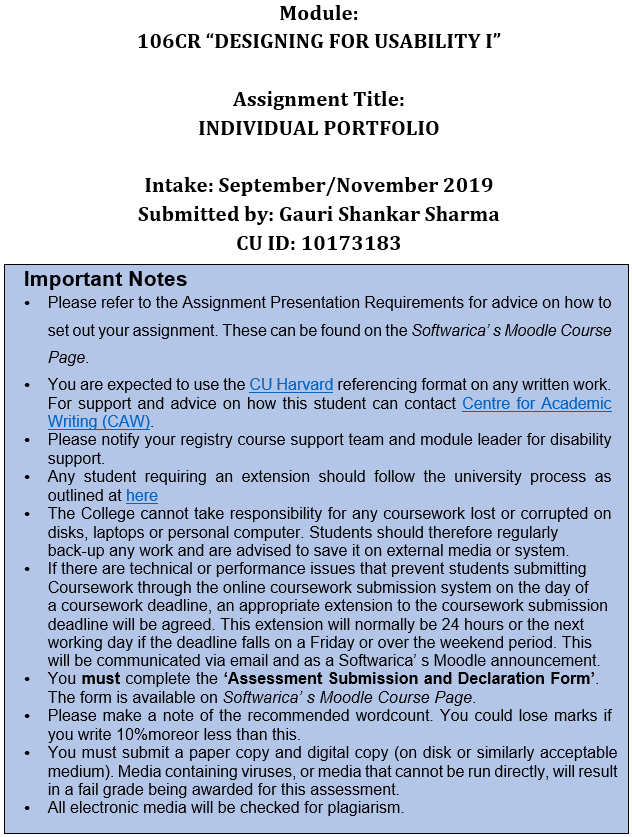 Module:
106CR “DESIGNING FOR USABILITY I”
Assignment Title:
INDIVIDUAL PORTFOLIO
Intake: September/November 2019
Submitted by: Gauri Shankar Sharma
CU ID: 10173183
Important Notes
• Please refer to the Assignment Presentation Requirements for advice on how to
set out your assignment. These can be found on the Softwarica’ s Moodle Course
Page.
• You are expected to use the CU Harvard referencing format on any written work.
For support and advice on how this student can contact Centre for Academic
Writing (CAW).
• Please notify your registry course support team and module leader for disability
support.
• Any student requiring an extension should follow the university process as
outlined at here
• The College cannot take responsibility for any coursework lost or corrupted on
disks, laptops or personal computer. Students should therefore regularly
back-up any work and are advised to save it on external media or system.
• If there are technical or performance issues that prevent students submitting
Coursework through the online coursework submission system on the day of
a coursework deadline, an appropriate extension to the coursework submission
deadline will be agreed. This extension will normally be 24 hours or the next
working day if the deadline falls on a Friday or over the weekend period. This
will be communicated via email and as a Softwarica’ s Moodle announcement.
• You must complete the ‘Assessment Submission and Declaration Form’.
The form is available on Softwarica’ s Moodle Course Page.
• Please make a note of the recommended wordcount. You could lose marks if
you write 10%moreor less than this.
• You must submit a paper copy and digital copy (on disk or similarly acceptable
medium). Media containing viruses, or media that cannot be run directly, will result
in a fail grade being awarded for this assessment.
• All electronic media will be checked for plagiarism.